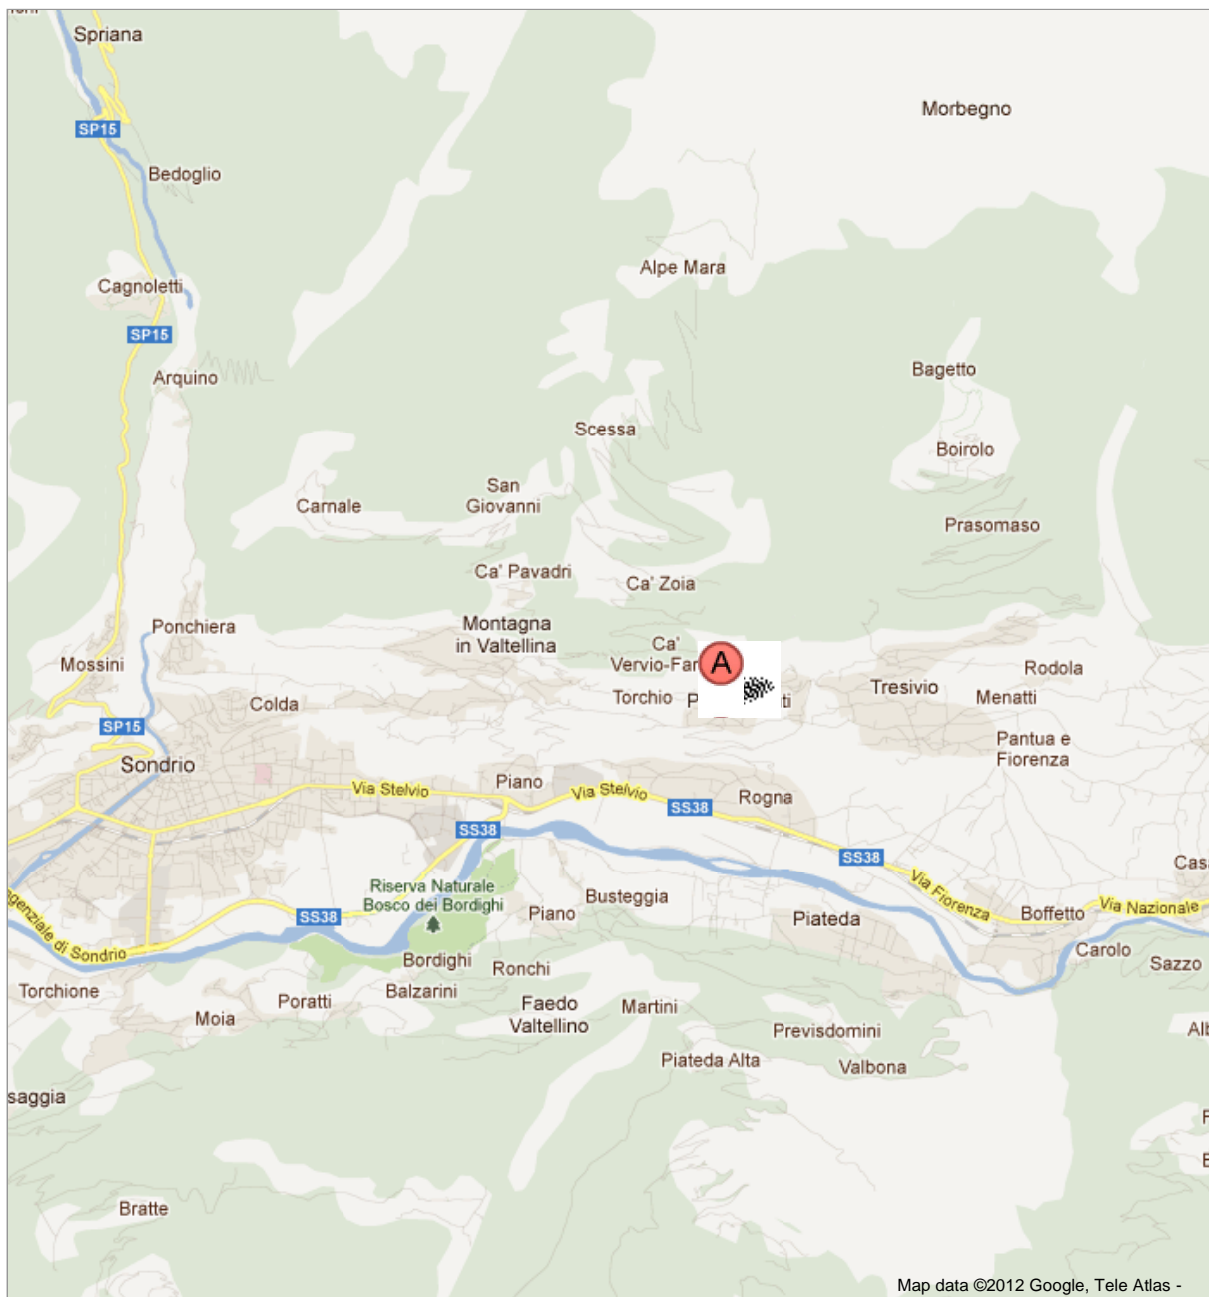 Spriana
SP15
Morbegno
Bedoglio
Alpe Mara
Cagnoletti
SP15
Bagetto
Arquino
Scessa
Boirolo
San
Giovanni
Carnale
Prasomaso
Ca' Pavadri
Ca' Zoia
Montagna
in Valtellina
Ponchiera
Ca'
Vervio-Far
A
Mossini
Rodola
Tresivio
Menatti
Torchio
P
ti
Colda
SP15
Pantua e
Fiorenza
Sondrio
Piano
Via Stelvio
Via Stelvio
Rogna
SS38
SS38
SS38
Casa
Riserva Naturale
Bosco dei Bordighi
Via Fiorenza
Busteggia
Via Nazionale
SS38
Piano
Piateda
Boffetto
genziale di Sondrio
Carolo
Bordighi
Ronchi
Sazzo
Torchione
Balzarini
Poratti
Faedo
Valtellino
Martini
Moia
Previsdomini
Alb
Piateda Alta
Valbona
saggia
Bratte
Map data ©2012 Google, Tele Atlas -